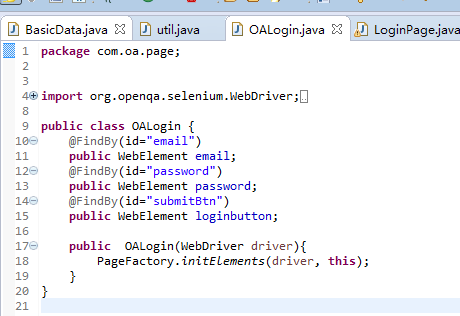 BasicData.java util.java OALogin.java LoginPage.java
1 package com.oa.page;
2
3
4 import org.openqa.selenium.WebDriver;
8
9 public class OALogin {
10 @FindBy(id="email")
11 public WebElement email;
12 @FindBy(id="password")
13 public WebElement password;
14 @FindBy(id="submitBtn")
15 public WebElement loginbutton;
16
17 public  OALogin(WebDriver driver){
18 PageFactory.initElements(driver, this);
19 }
20 }
21